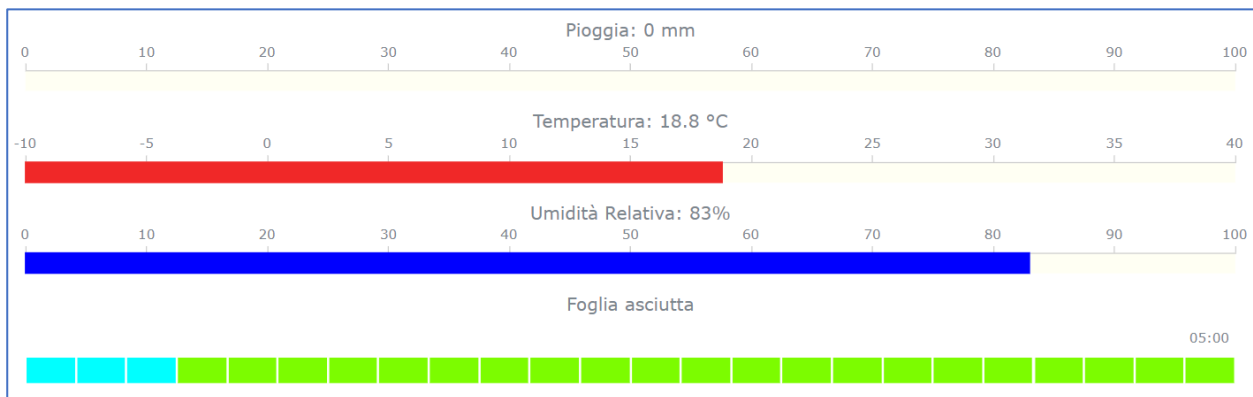 Pioggia: 0 mm
0 10 20 30 40 50 60 70 80 90 100
Temperatura: 18.8 °C
-10 -5 0 5 10 15 20 25 30 35 40
Umidità Relativa: 83%
0 10 20 30 40 50 60 70 80 90 100
Foglia asciutta
05:00